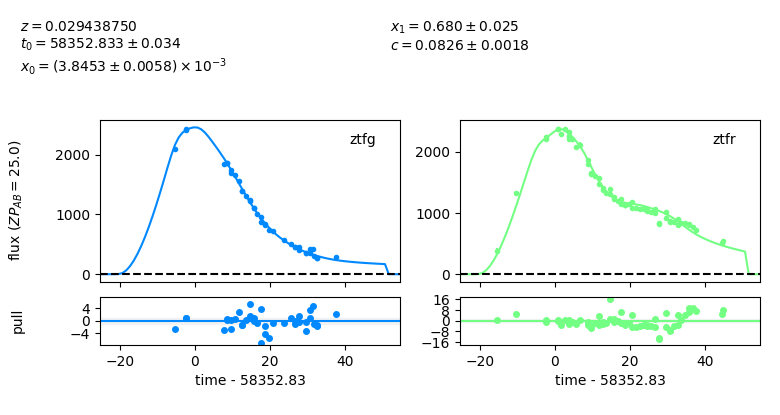 z = 0.029438750
t₀ = 58352.833 ± 0.034
x₀ = (3.8453 ± 0.0058) × 10⁻³
x₁ = 0.680 ± 0.025
c = 0.0826 ± 0.0018
flux (ZP_AB = 25.0)
2000
1000
0
ztfg
2000
1000
0
ztfr
pull
4
0
−4
−20
0
20
40
time - 58352.83
16
8
0
−8
−16
−20
0
20
40
time - 58352.83